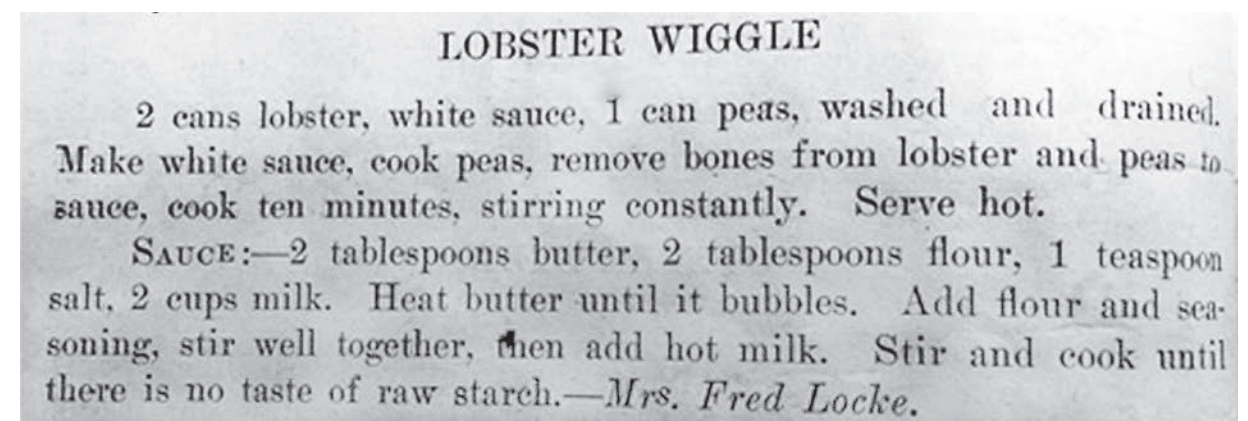 LOBSTER WIGGLE
2 cans lobster, white sauce, 1 can peas, washed and drained.
Make white sauce, cook peas, remove bones from lobster and peas to
sauce, cook ten minutes, stirring constantly. Serve hot.
SAUCE:—2 tablespoons butter, 2 tablespoons flour, 1 teaspoon
salt, 2 cups milk. Heat butter until it bubbles. Add flour and sea-
soning, stir well together, then add hot milk. Stir and cook until
there is no taste of raw starch.—Mrs. Fred Locke.